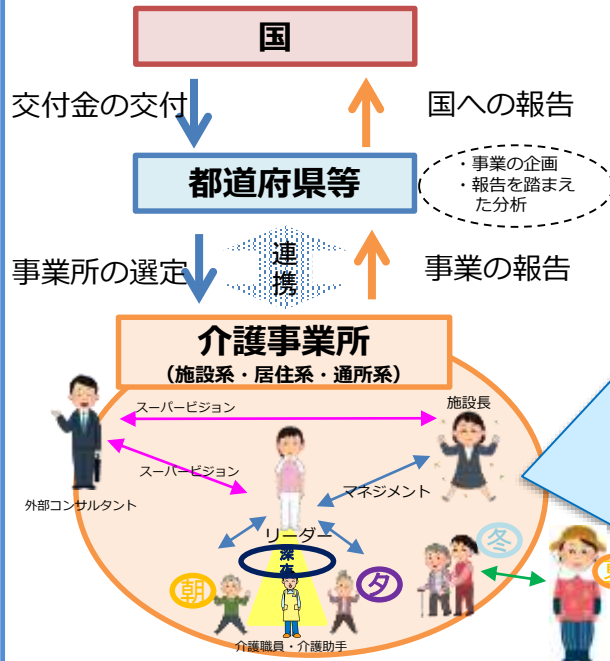 国
交付金の交付
国への報告
都道府県等
・事業の企画
・報告を踏まえ
た分析
事業所の選定
連
携
事業の報告
介護事業所
（施設系・居住系・通所系）
スーパービジョン
施設長
スーパービジョン
マネジメント
外部コンサルタント
リーダー
深
夜
朝
夕
冬
介護職員・介護助手